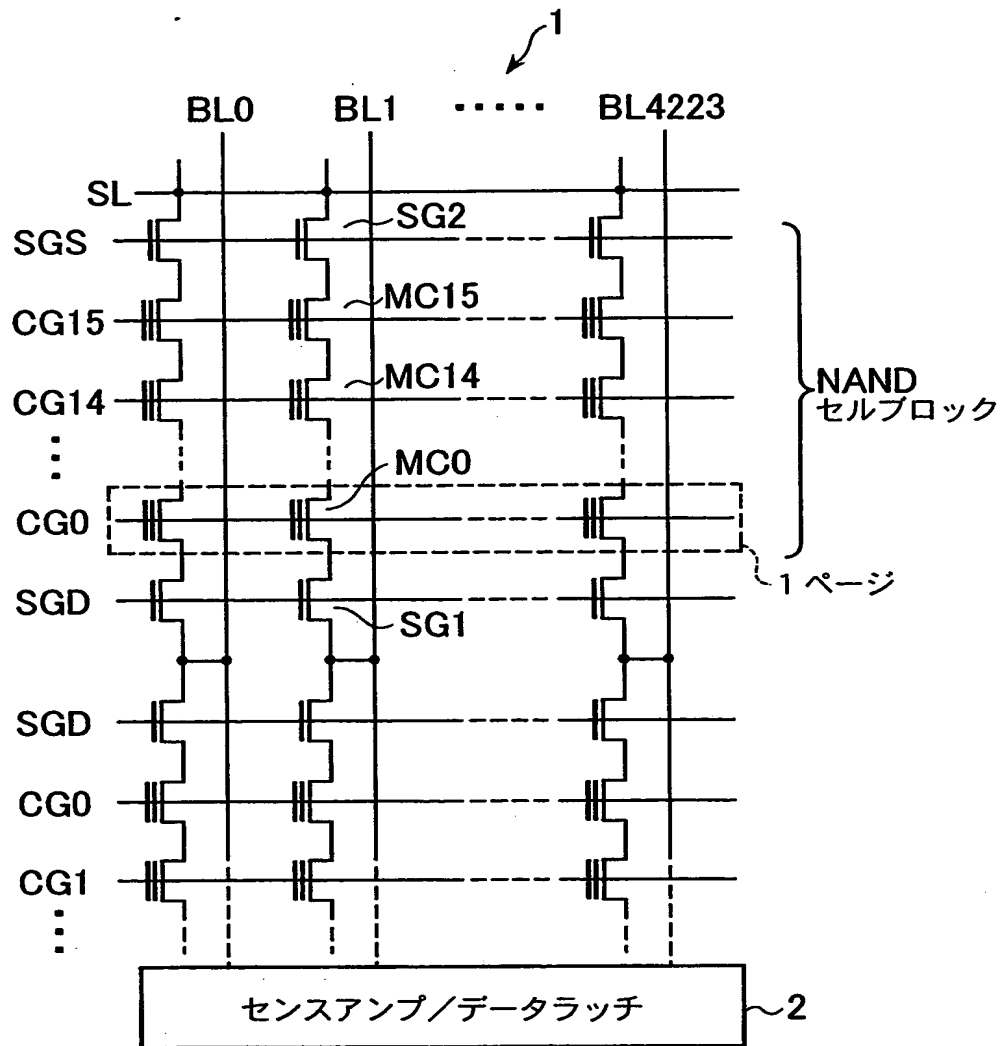 1
BL0 BL1 ..... BL4223
SL
SGS SG2
CG15 MC15
CG14 MC14
NAND
セルブロック
MC0
CG0
1 ページ
SGD
SG1
SGD
CG0
CG1
センスアンプ/データラッチ 2